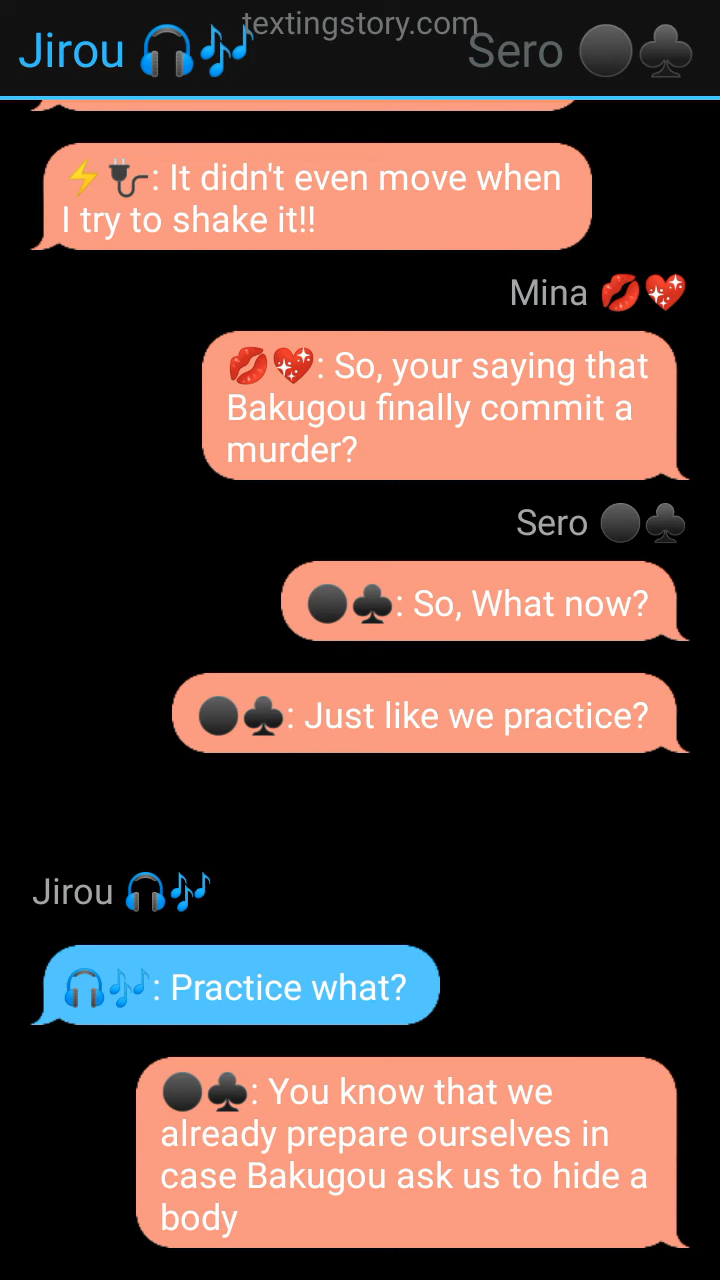 textingstory.com
Jirou 🎧🎶
Sero ⚫♣️
⚡🔌: It didn't even move when
I try to shake it!!
Mina 💋💖
💋💖: So, your saying that
Bakugou finally commit a
murder?
Sero ⚫♣️
⚫♣️: So, What now?
⚫♣️: Just like we practice?
Jirou 🎧🎶
🎧🎶: Practice what?
⚫♣️: You know that we
already prepare ourselves in
case Bakugou ask us to hide a
body